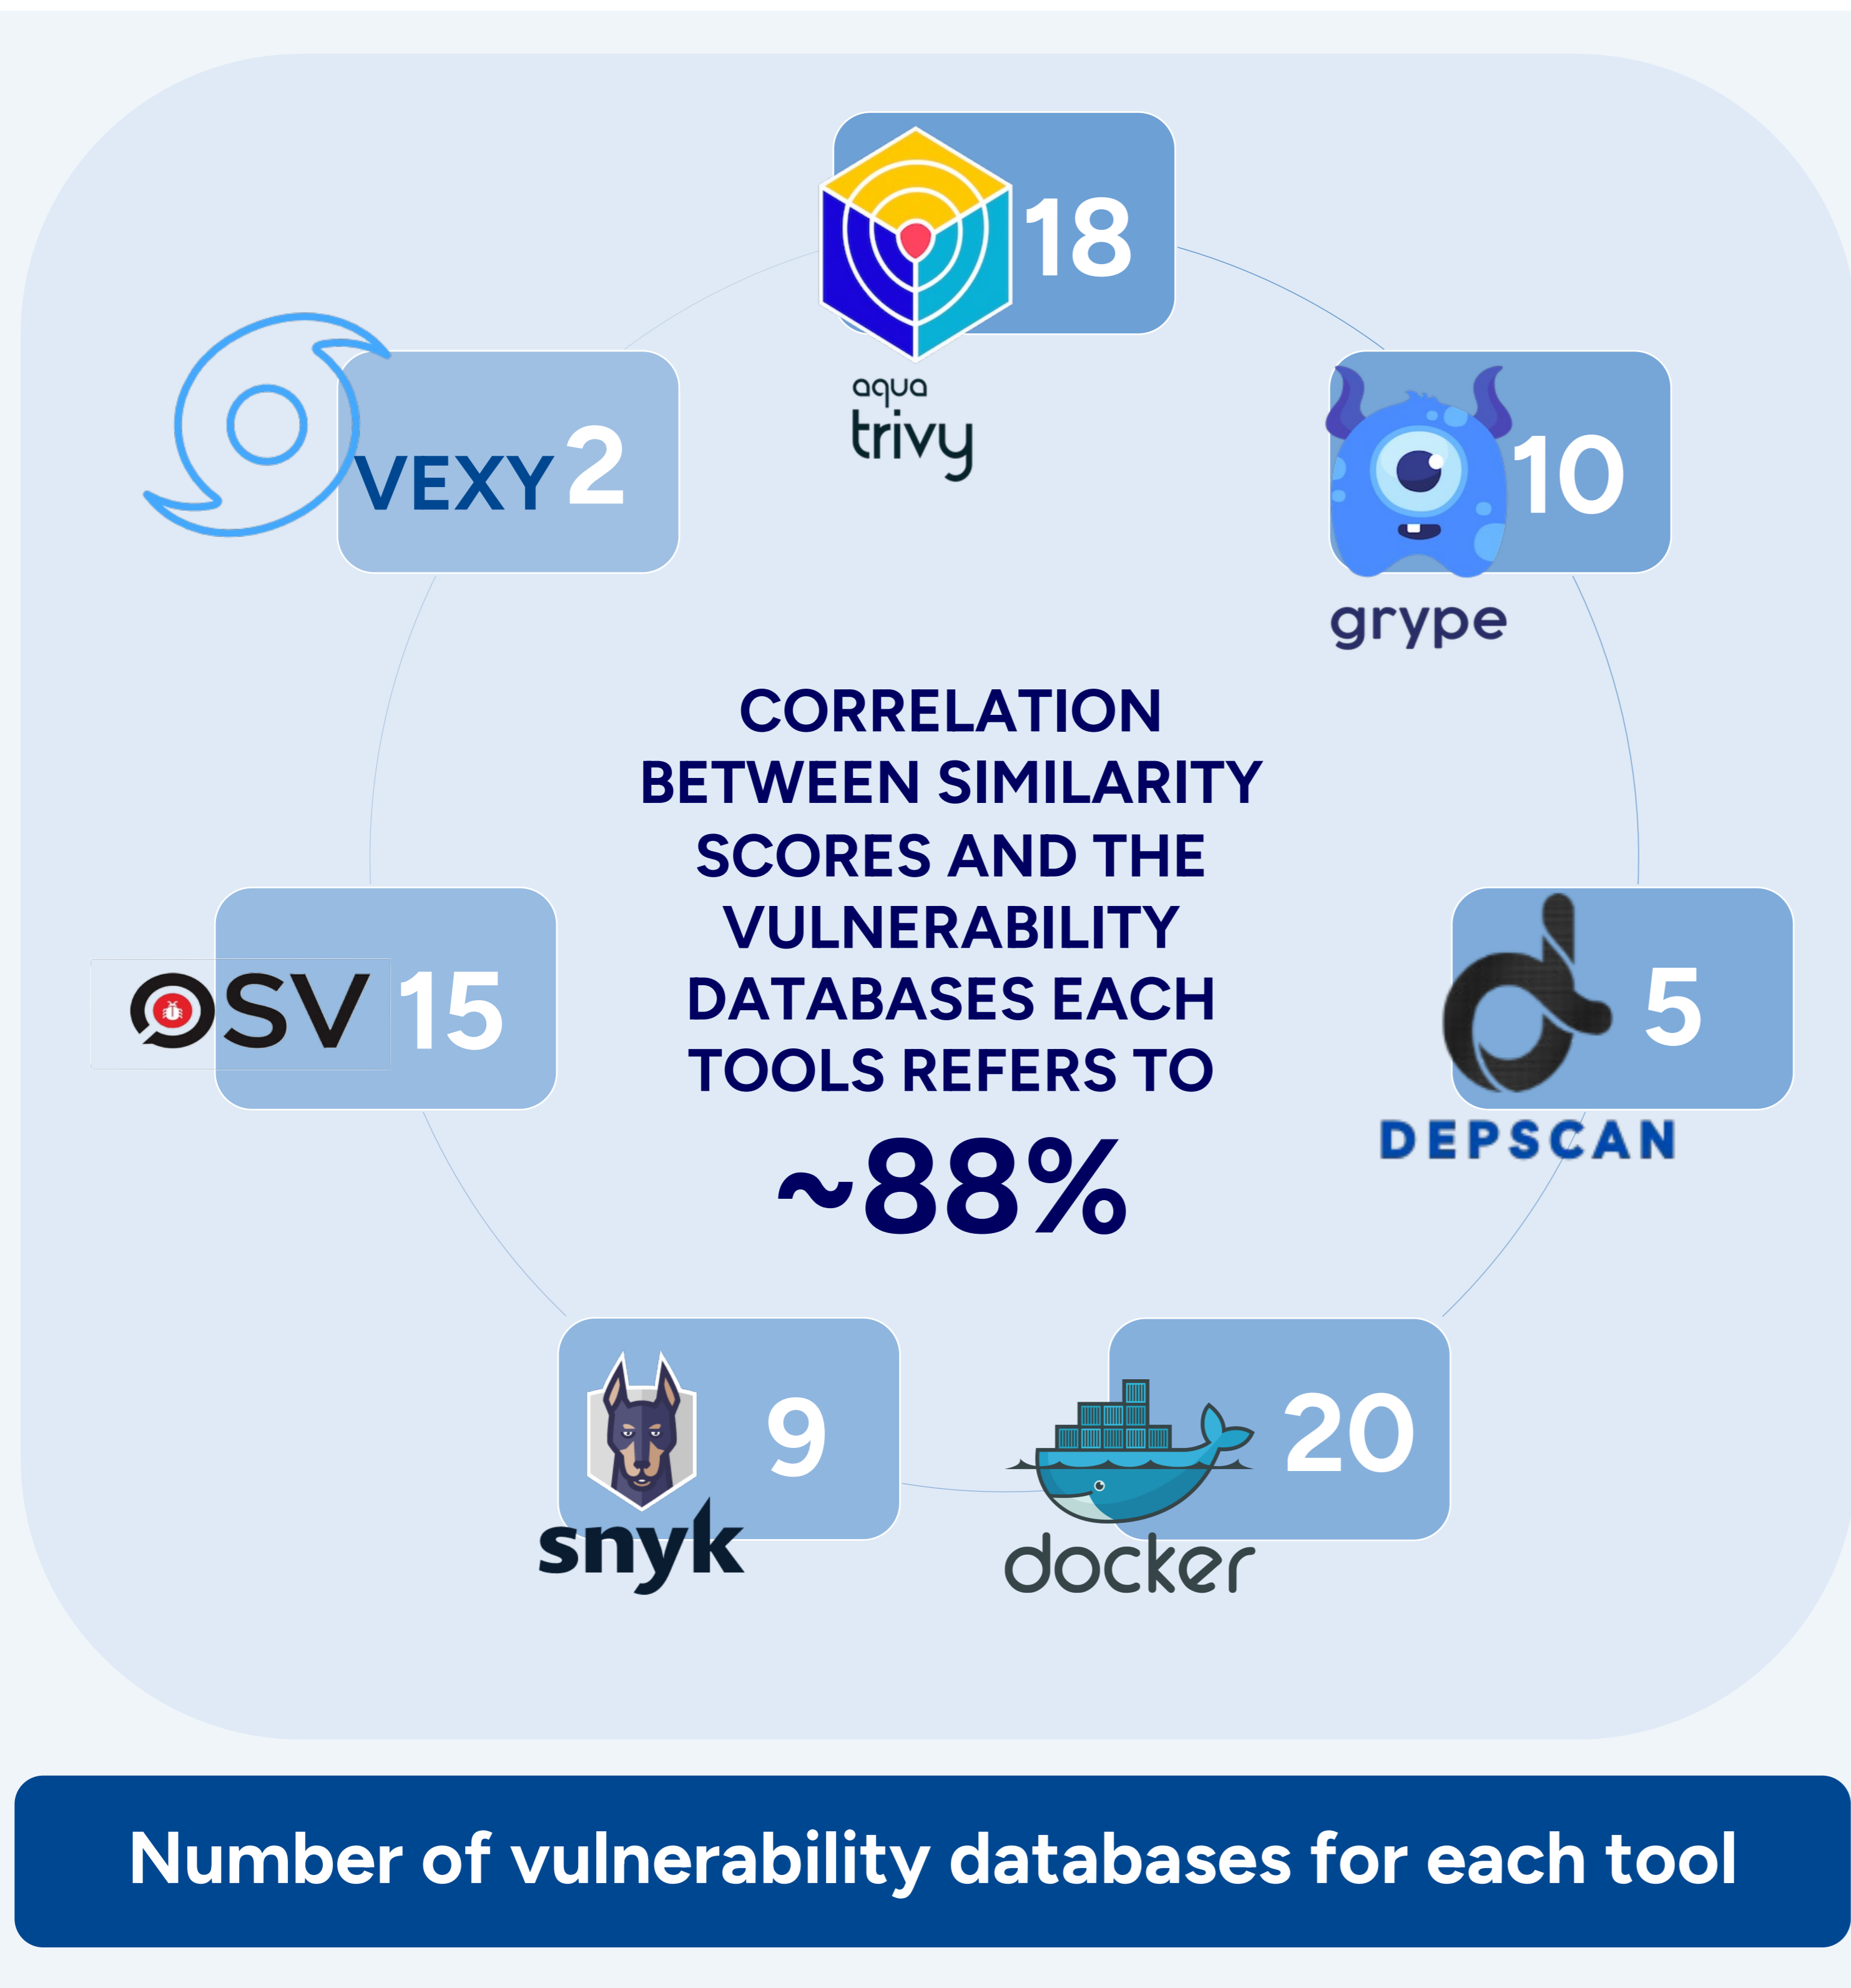 18
aqua
trivy
VEXY 2
10
grype
CORRELATION
BETWEEN SIMILARITY
SCORES AND THE
VULNERABILITY
DATABASES EACH
TOOLS REFERS TO
~88%
OSV 15
5
DEPSCAN
9
snyk
20
docker
Number of vulnerability databases for each tool